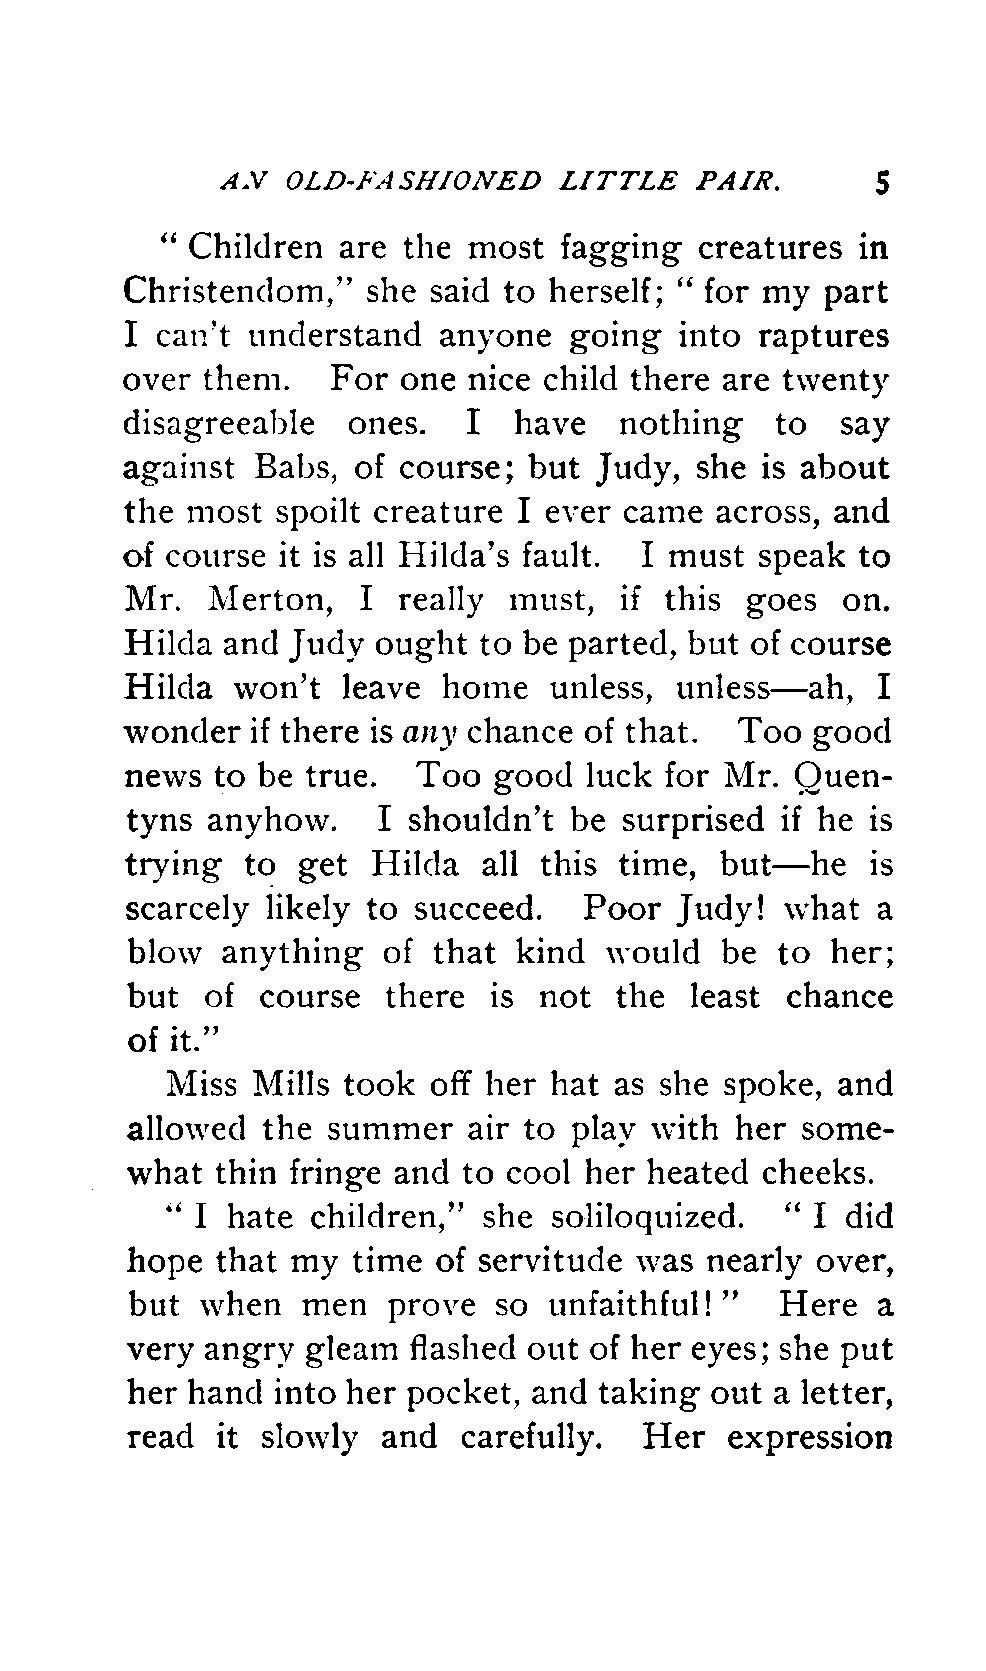 AN OLD-FASHIONED LITTLE PAIR. 5
“ Children are the most fagging creatures in
Christendom,” she said to herself; “ for my part
I can't understand anyone going into raptures
over them. For one nice child there are twenty
disagreeable ones. I have nothing to say
against Babs, of course; but Judy, she is about
the most spoilt creature I ever came across, and
of course it is all Hilda's fault. I must speak to
Mr. Merton, I really must, if this goes on.
Hilda and Judy ought to be parted, but of course
Hilda won't leave home unless, unless—ah, I
wonder if there is any chance of that. Too good
news to be true. Too good luck for Mr. Quen-
tyns anyhow. I shouldn't be surprised if he is
trying to get Hilda all this time, but—he is
scarcely likely to succeed. Poor Judy! what a
blow anything of that kind would be to her;
but of course there is not the least chance
of it.”
Miss Mills took off her hat as she spoke, and
allowed the summer air to play with her some-
what thin fringe and to cool her heated cheeks.
“ I hate children,” she soliloquized. “ I did
hope that my time of servitude was nearly over,
but when men prove so unfaithful! ” Here a
very angry gleam flashed out of her eyes; she put
her hand into her pocket, and taking out a letter,
read it slowly and carefully. Her expression